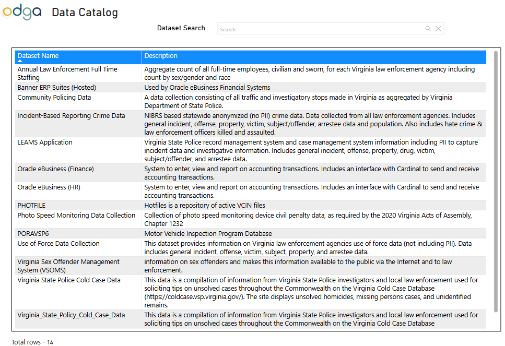 odga Data Catalog
Dataset Search
Search
Dataset Name Description
Annual Law Enforcement Full Time Aggregate count of all full-time employees, civilian and sworn, for each Virginia law enforcement agency including
Staffing count by sex/gender and race
Banner ERP Suites (Hosted) Used by Oracle eBusiness Financial Systems
Community Policing Data A data collection consisting of all traffic and investigatory stops made in Virginia as aggregated by Virginia
Department of State Police.
Incident-Based Reporting Crime Data NIBRS based statewide anonymized (no PII) crime data. Data collected from all law enforcement agencies. Includes
general incident, offense, property, victim, subject/offender, arrestee data and population. Also includes hate crime &
law enforcement officers killed and assaulted.
LEAMS Application Virginia State Police record management system and case management system information including PII to capture
incident data and investigative information. Includes general incident, offense, property, drug, victim,
subject/offender, and arrestee data.
Oracle eBusiness (Finance) System to enter, view and report on accounting transactions. Includes an interface with Cardinal to send and receive
accounting transactions.
Oracle eBusiness (HR) System to enter, view and report on accounting transactions. Includes an interface with Cardinal to send and receive
accounting transactions.
PHOTFILE Hotfiles is a repository of active VCIN files
Photo Speed Monitoring Data Collection Collection of photo speed monitoring device civil penalty data, as required by the 2020 Virginia Acts of Assembly,
Chapter 1232
PORAVSP6 Motor Vehicle Inspection Program Database
Use of Force Data Collection This dataset provides information on Virginia law enforcement agencies use of force data (not including PII). Data
includes general incident, offense, victim, subject, property, and arrestee data.
Virginia Sex Offender Management information on sex offenders and makes this information available to the public via the Internet and to law
System (VSOMS) enforcement.
Virginia State Police Cold Case Data This data is a compilation of information from Virginia State Police investigators and local law enforcement used for
soliciting tips on unsolved cases throughout the Commonwealth on the Virginia Cold Case Database
(https://coldcase.vsp.virginia.gov/). The site displays unsolved homicides, missing persons cases, and unidentified
remains.
Virginia_State_Policy_Cold_Case_Data This data is a compilation of information from Virginia State Police investigators and local law enforcement used for
soliciting tips on unsolved cases throughout the Commonwealth on the Virginia Cold Case Database
Total rows - 14